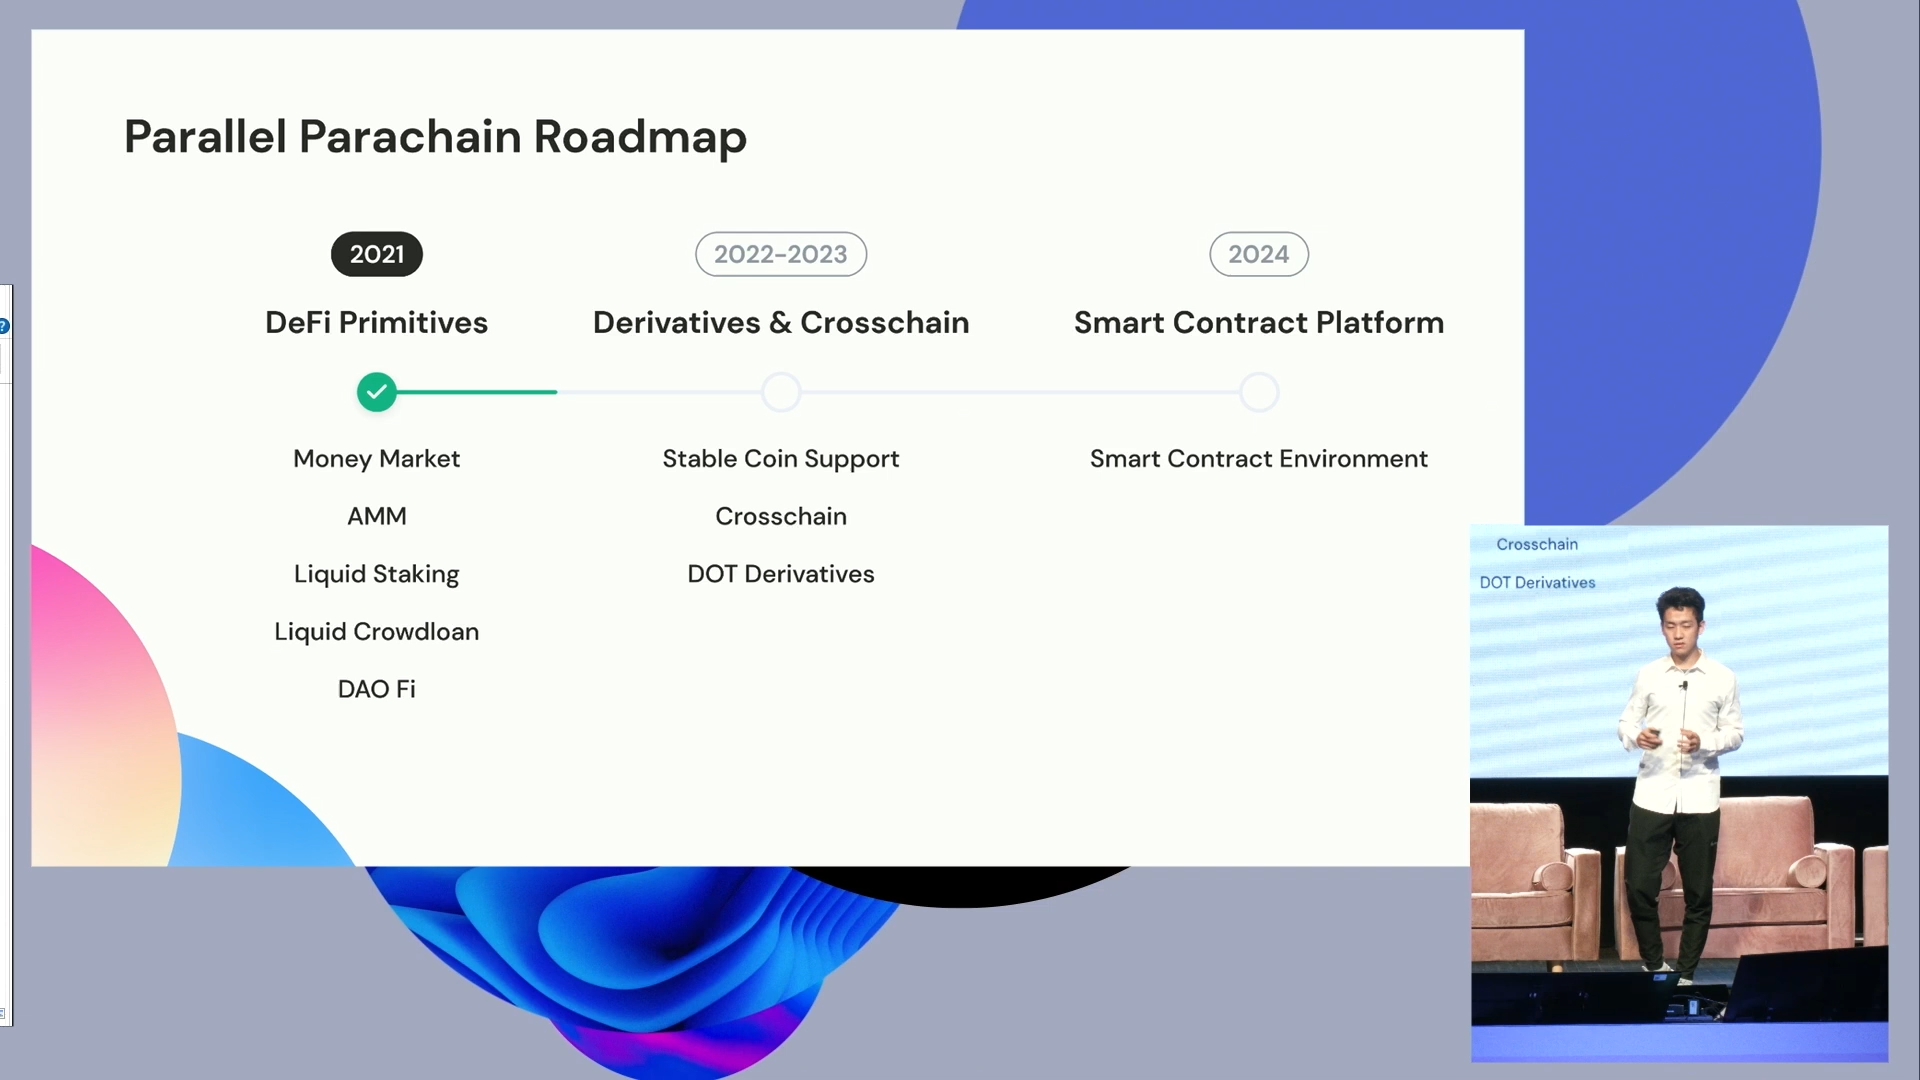 Parallel Parachain Roadmap
2021
DeFi Primitives
Money Market
AMM
Liquid Staking
Liquid Crowdloan
DAO Fi
2022-2023
Derivatives & Crosschain
Stable Coin Support
Crosschain
DOT Derivatives
2024
Smart Contract Platform
Smart Contract Environment
Crosschain
DOT Derivatives
?